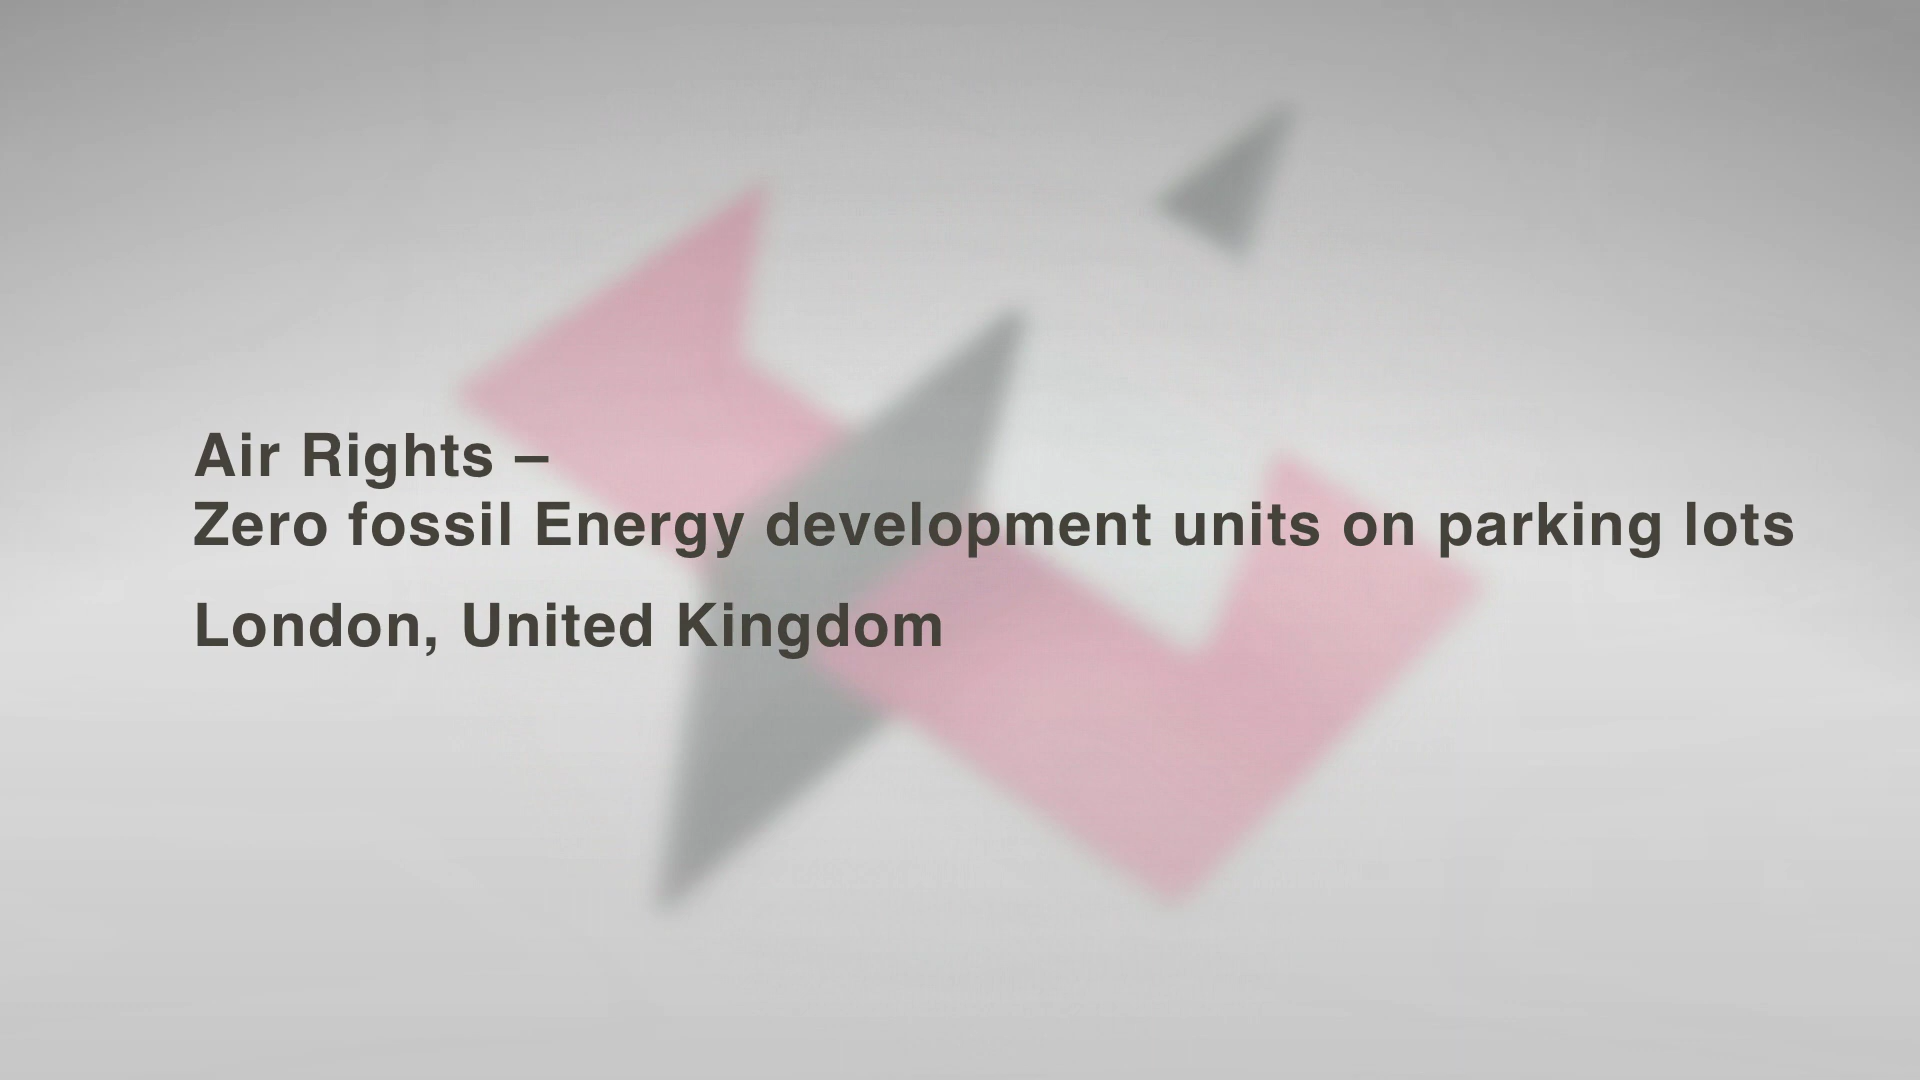 Air Rights –
Zero fossil Energy development units on parking lots
London, United Kingdom